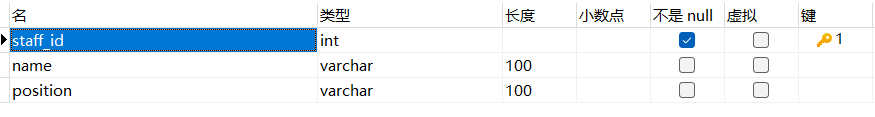 名 类型 长度 小数点 不是 null 虚拟 键
staff_id int 1
name varchar 100
position varchar 100